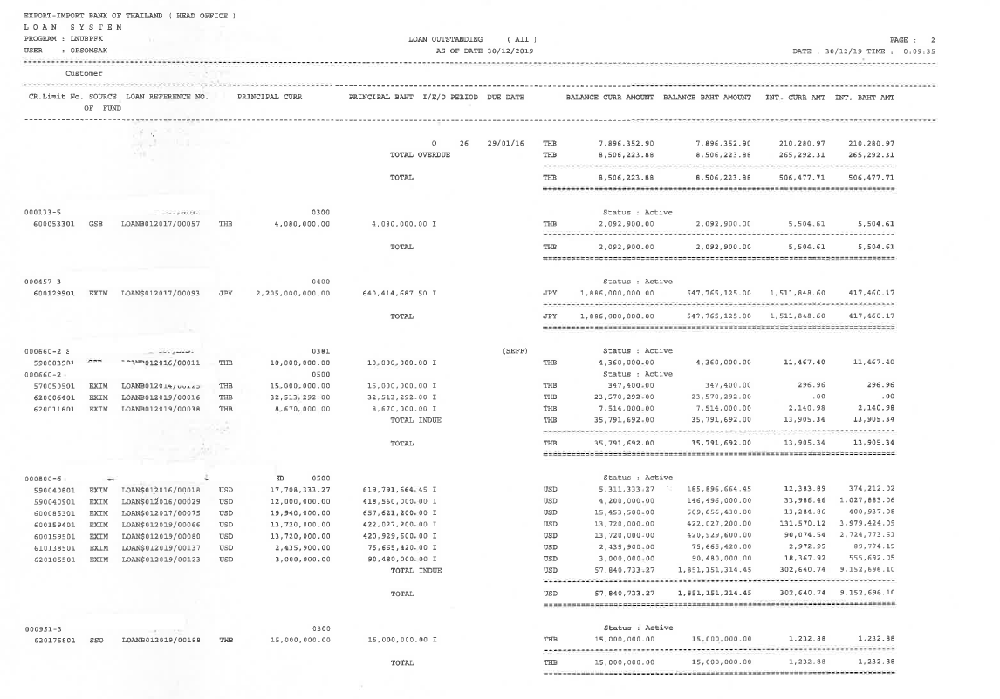 EXPORT-IMPORT BANK OF THAILAND ( HEAD OFFICE )
L O A N   S Y S T E M
PROGRAM : LNUBPFK   LOAN OUTSTANDING   ( All )   PAGE :   2
USER    : OPSOMSAK   AS OF DATE 30/12/2019   DATE : 30/12/19 TIME :  0:09:35
Customer
CR.Limit No. SOURCE LOAN REFERENCE NO.   PRINCIPAL CURR   PRINCIPAL BAHT I/E/O PERIOD DUE DATE   BALANCE CURR AMOUNT BALANCE BAHT AMOUNT   INT. CURR AMT INT. BAHT AMT
OF FUND
O   26   29/01/16   THB   7,896,352.90   7,896,352.90   210,280.97   210,280.97
TOTAL OVERDUE   THB   8,506,223.88   8,506,223.88   265,292.31   265,292.31
TOTAL   THB   8,506,223.88   8,506,223.88   506,477.71   506,477.71
000133-5   0300   Status : Active
600053301   GSB   LOANB012017/00057   THB   4,080,000.00   4,080,000.00 I   THB   2,092,900.00   2,092,900.00   5,504.61   5,504.61
TOTAL   THB   2,092,900.00   2,092,900.00   5,504.61   5,504.61
000457-3   0400   Status : Active
600129901   EXIM   LOAN$012017/00093   JPY   2,205,000,000.00   640,414,687.50 I   JPY   1,886,000,000.00   547,765,125.00   1,511,848.60   417,460.17
TOTAL   JPY   1,886,000,000.00   547,765,125.00   1,511,848.60   417,460.17
000660-2   0381   (SEFF)   Status : Active
590003901   012016/00011   THB   10,000,000.00   10,000,000.00 I   THB   4,360,000.00   4,360,000.00   11,467.40   11,467.40
000660-2   0500   Status : Active
570050501   EXIM   THB   15,000,000.00   15,000,000.00 I   THB   347,400.00   347,400.00   296.96   296.96
620006401   EXIM   LOANB012019/00016   THB   32,513,292.00   32,513,292.00 I   THB   23,570,292.00   23,570,292.00   .00   .00
620011601   EXIM   LOANB012019/00038   THB   8,670,000.00   8,670,000.00 I   THB   7,514,000.00   7,514,000.00   2,140.98   2,140.98
TOTAL INDUE   THB   35,791,692.00   35,791,692.00   13,905.34   13,905.34
TOTAL   THB   35,791,692.00   35,791,692.00   13,905.34   13,905.34
000800-6   0500   Status : Active
590040801   EXIM   LOAN$012016/00018   USD   17,708,333.27   619,791,664.45 I   USD   5,311,333.27   185,896,664.45   12,383.89   374,212.02
590040901   EXIM   LOAN$012016/00029   USD   12,000,000.00   418,560,000.00 I   USD   4,200,000.00   146,496,000.00   33,986.46   1,027,883.06
600085301   EXIM   LOAN$012017/00075   USD   19,940,000.00   657,621,200.00 I   USD   15,453,500.00   509,656,430.00   13,284.86   400,937.08
600159401   EXIM   LOAN$012019/00066   USD   13,720,000.00   422,027,200.00 I   USD   13,720,000.00   422,027,200.00   131,570.12   3,979,424.09
600159501   EXIM   LOAN$012019/00080   USD   13,720,000.00   420,929,600.00 I   USD   13,720,000.00   420,929,600.00   90,074.54   2,724,773.61
610138501   EXIM   LOAN$012019/00137   USD   2,435,900.00   75,665,420.00 I   USD   2,435,900.00   75,665,420.00   2,972.95   89,774.19
620105501   EXIM   LOAN$012019/00123   USD   3,000,000.00   90,480,000.00 I   USD   3,000,000.00   90,480,000.00   18,367.92   555,692.05
TOTAL INDUE   USD   57,840,733.27   1,851,151,314.45   302,640.74   9,152,696.10
TOTAL   USD   57,840,733.27   1,851,151,314.45   302,640.74   9,152,696.10
000951-3   0300   Status : Active
620175801   SSO   LOANB012019/00188   THB   15,000,000.00   15,000,000.00 I   THB   15,000,000.00   15,000,000.00   1,232.88   1,232.88
TOTAL   THB   15,000,000.00   15,000,000.00   1,232.88   1,232.88